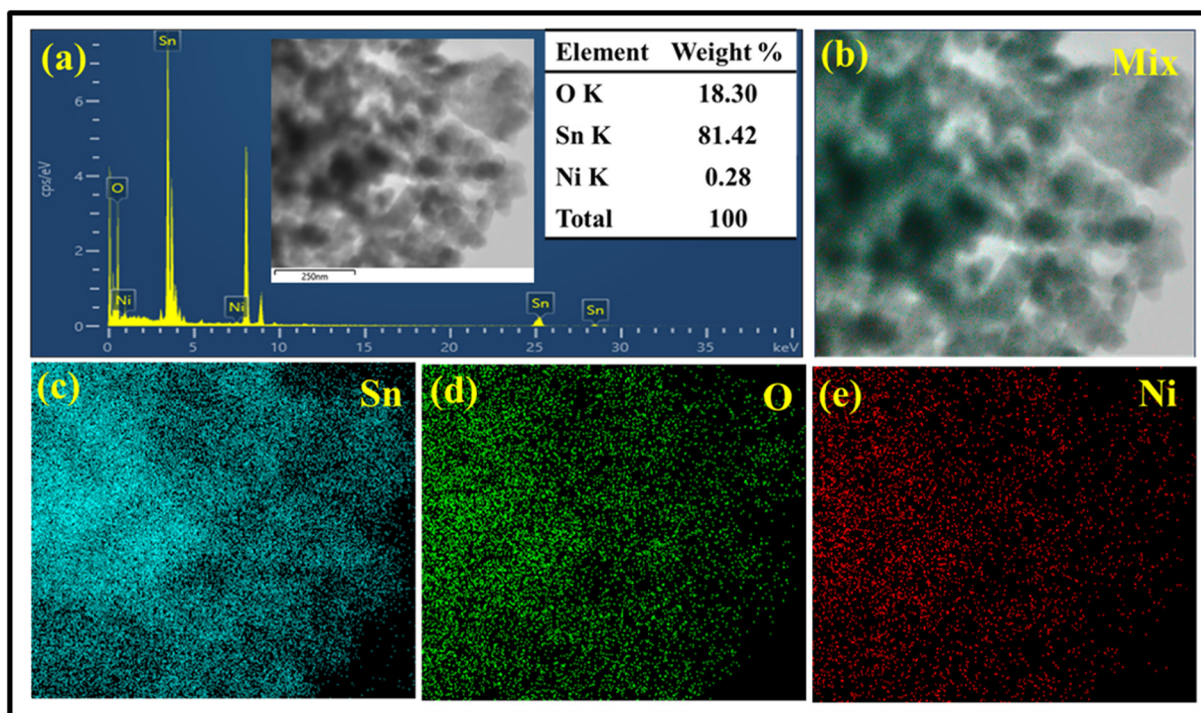 (a)
Sn
6
4
2
0
cps/eV
O
Ni
Ni
Sn
Sn
0 5 10 15 20 25 30 35 keV
250nm
Element Weight %
O K 18.30
Sn K 81.42
Ni K 0.28
Total 100
(b) Mix
(c) Sn
(d) O
(e) Ni